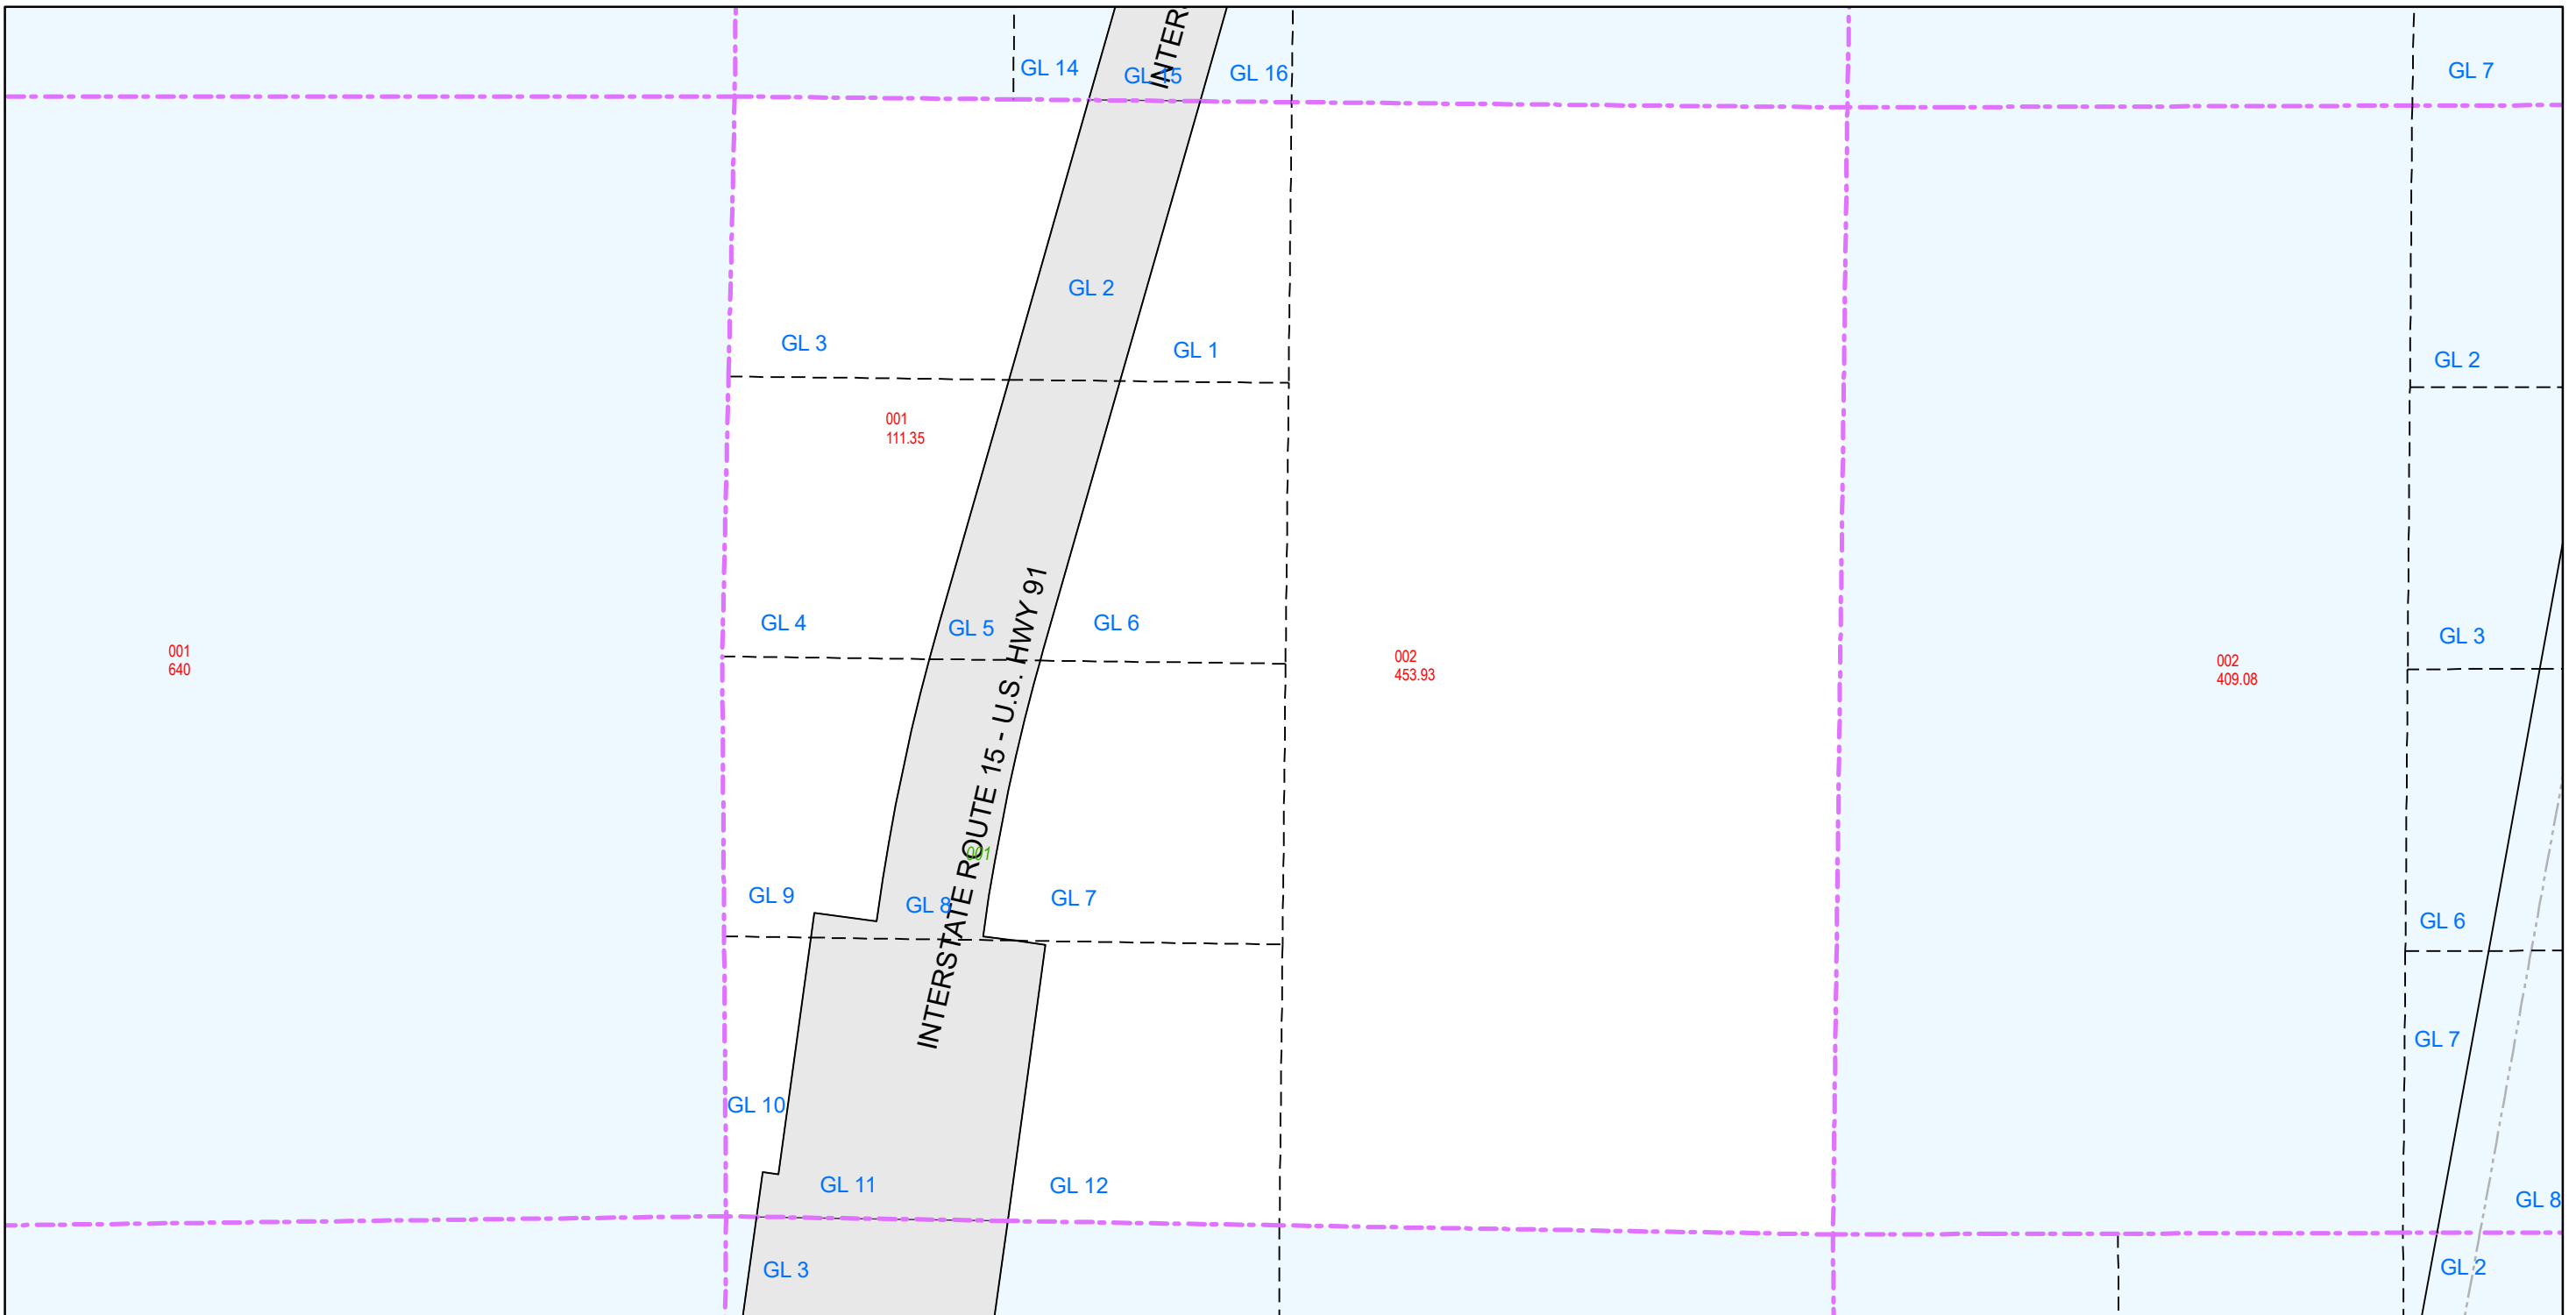 INTER
GL 14
GL 15
GL 16
GL 7
GL 2
GL 3
GL 1
GL 2
001
111.35
GL 4
GL 5
GL 6
GL 3
001
640
002
453.93
002
409.08
INTERSTATE ROUTE 15 - U.S. HWY 91
001
GL 9
GL 8
GL 7
GL 6
GL 7
GL 10
GL 11
GL 12
GL 8
GL 3
GL 2